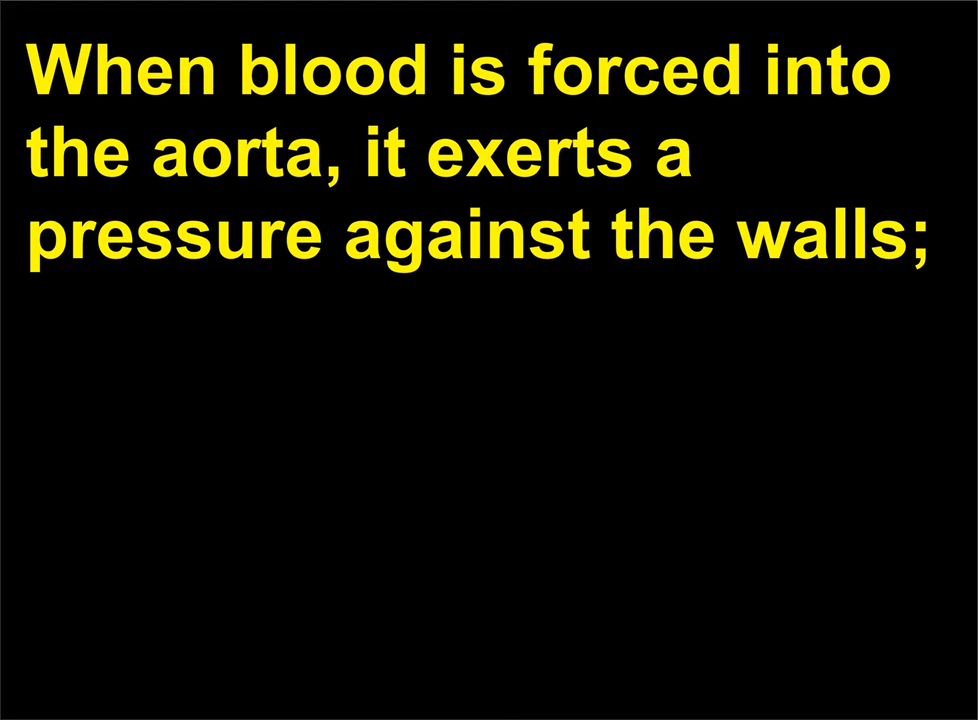 When blood is forced into
the aorta, it exerts a
pressure against the walls;